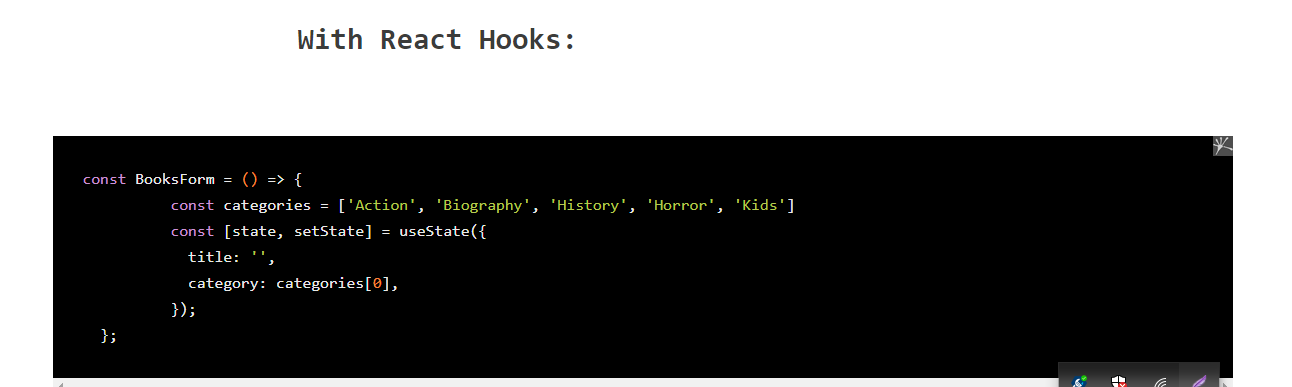 With React Hooks:
const BooksForm = () => {
const categories = ['Action', 'Biography', 'History', 'Horror', 'Kids']
const [state, setState] = useState({
title: '',
category: categories[0],
});
};